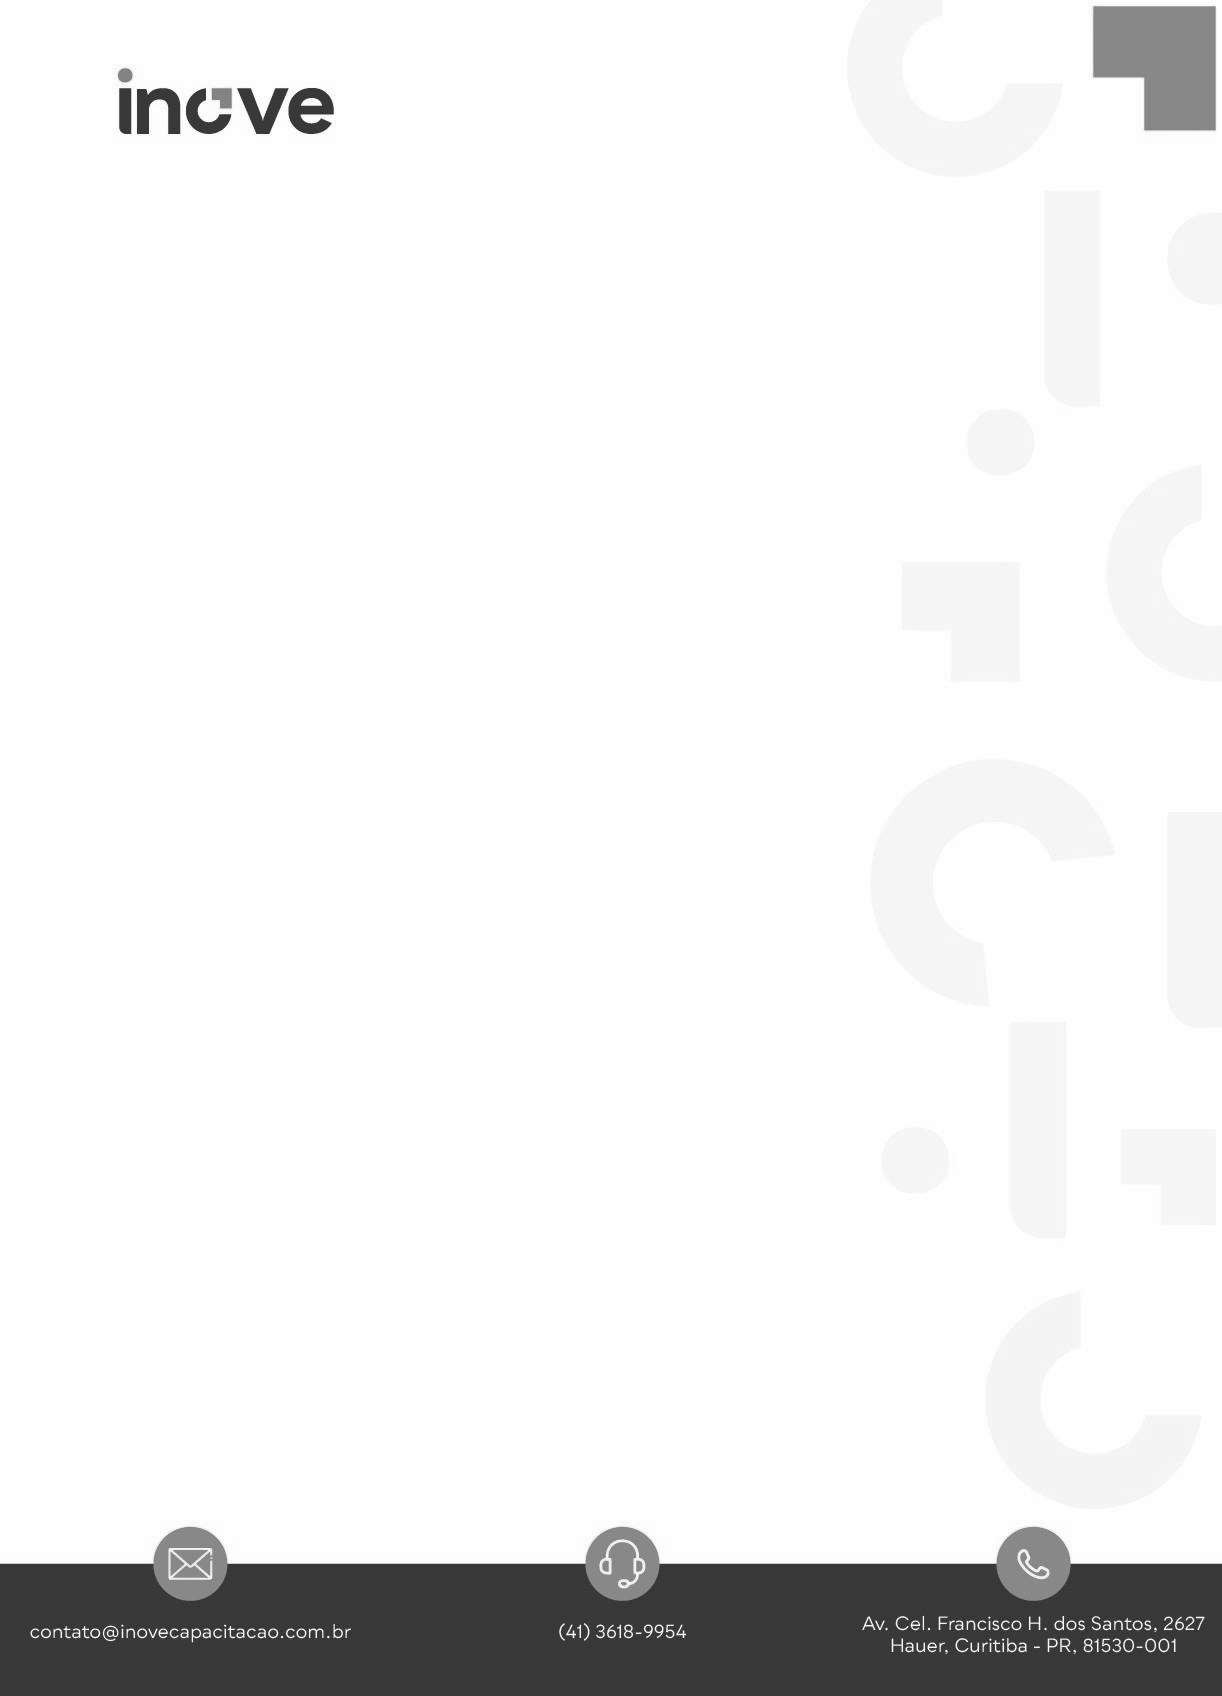 inove
contato@inovecapacitacao.com.br
(41) 3618-9954
Av. Cel. Francisco H. dos Santos, 2627
Hauer, Curitiba - PR, 81530-001